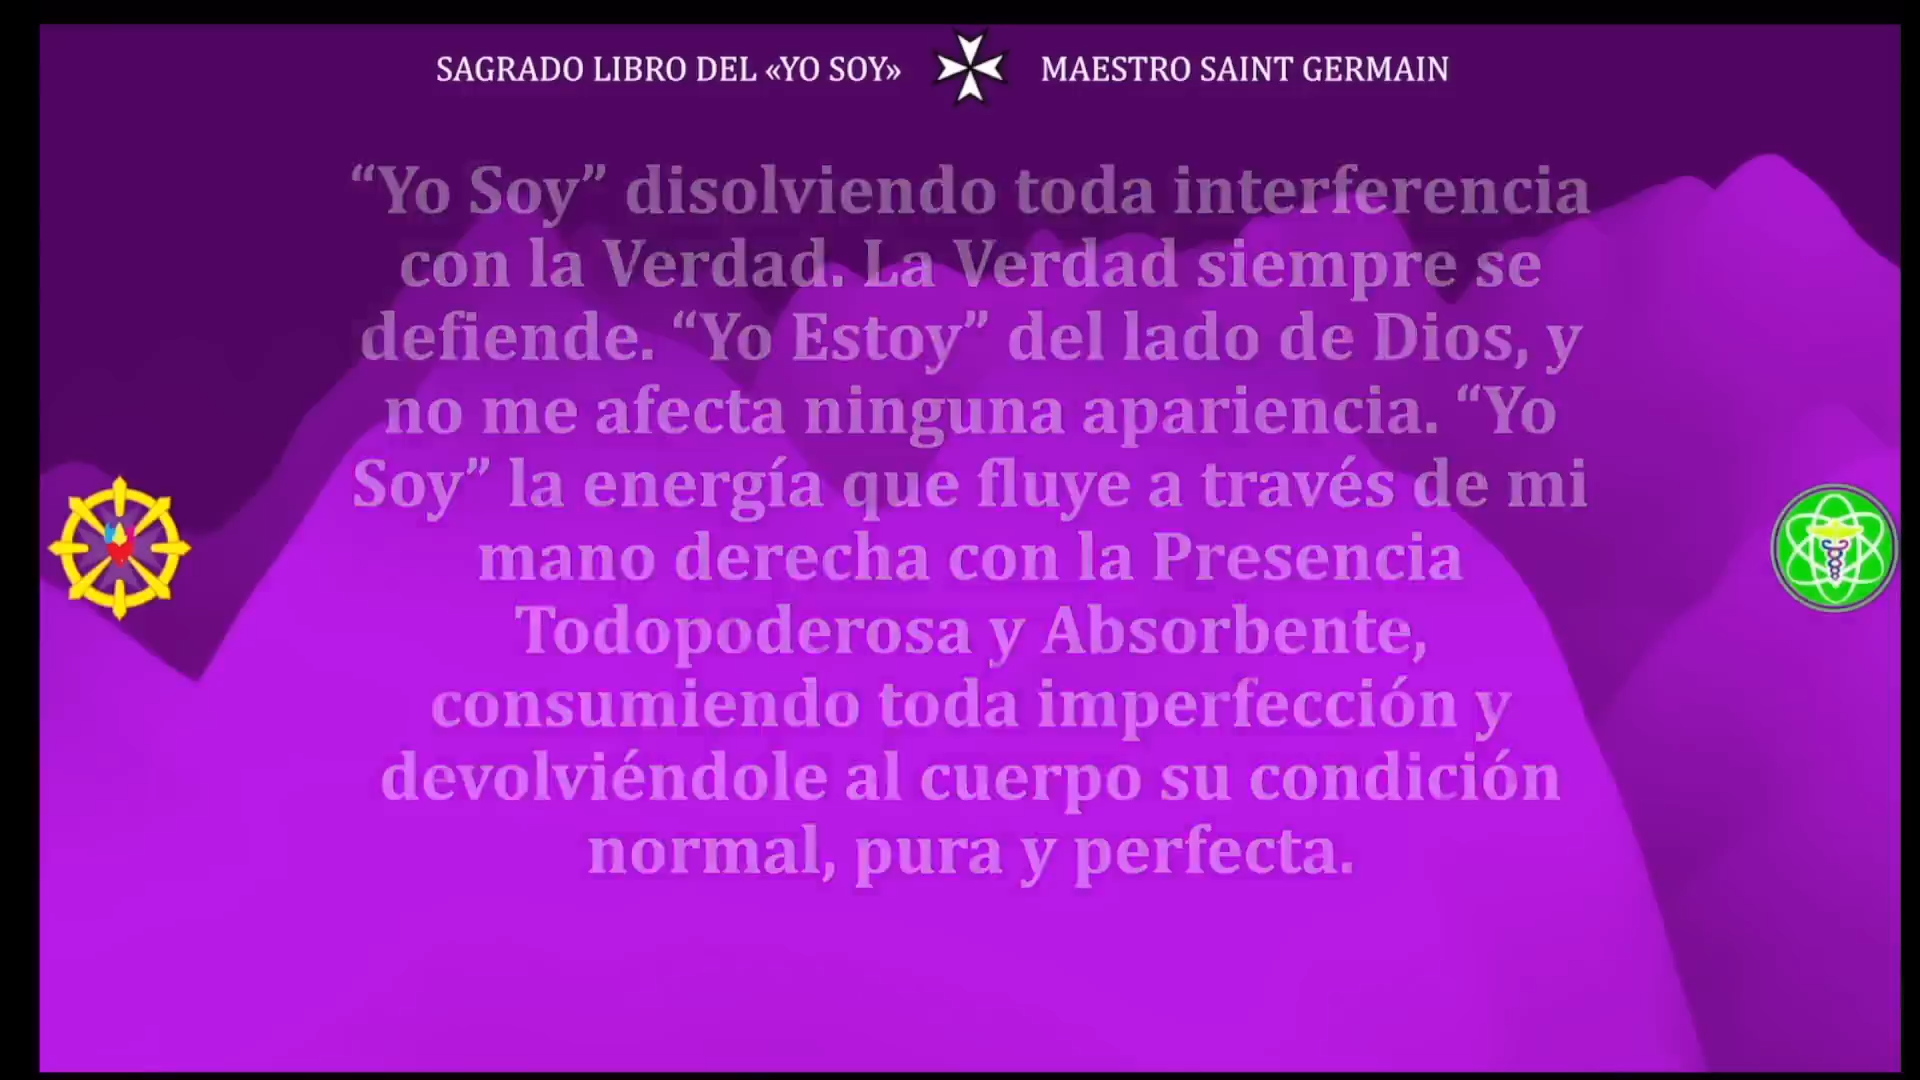 SAGRADO LIBRO DEL «YO SOY» MAESTRO SAINT GERMAIN
“Yo Soy” disolviendo toda interferencia
con la Verdad. La Verdad siempre se
defiende. “Yo Estoy” del lado de Dios, y
no me afecta ninguna apariencia. “Yo
Soy” la energía que fluye a través de mi
mano derecha con la Presencia
Todopoderosa y Absorbente,
consumiendo toda imperfección y
devolviéndole al cuerpo su condición
normal, pura y perfecta.